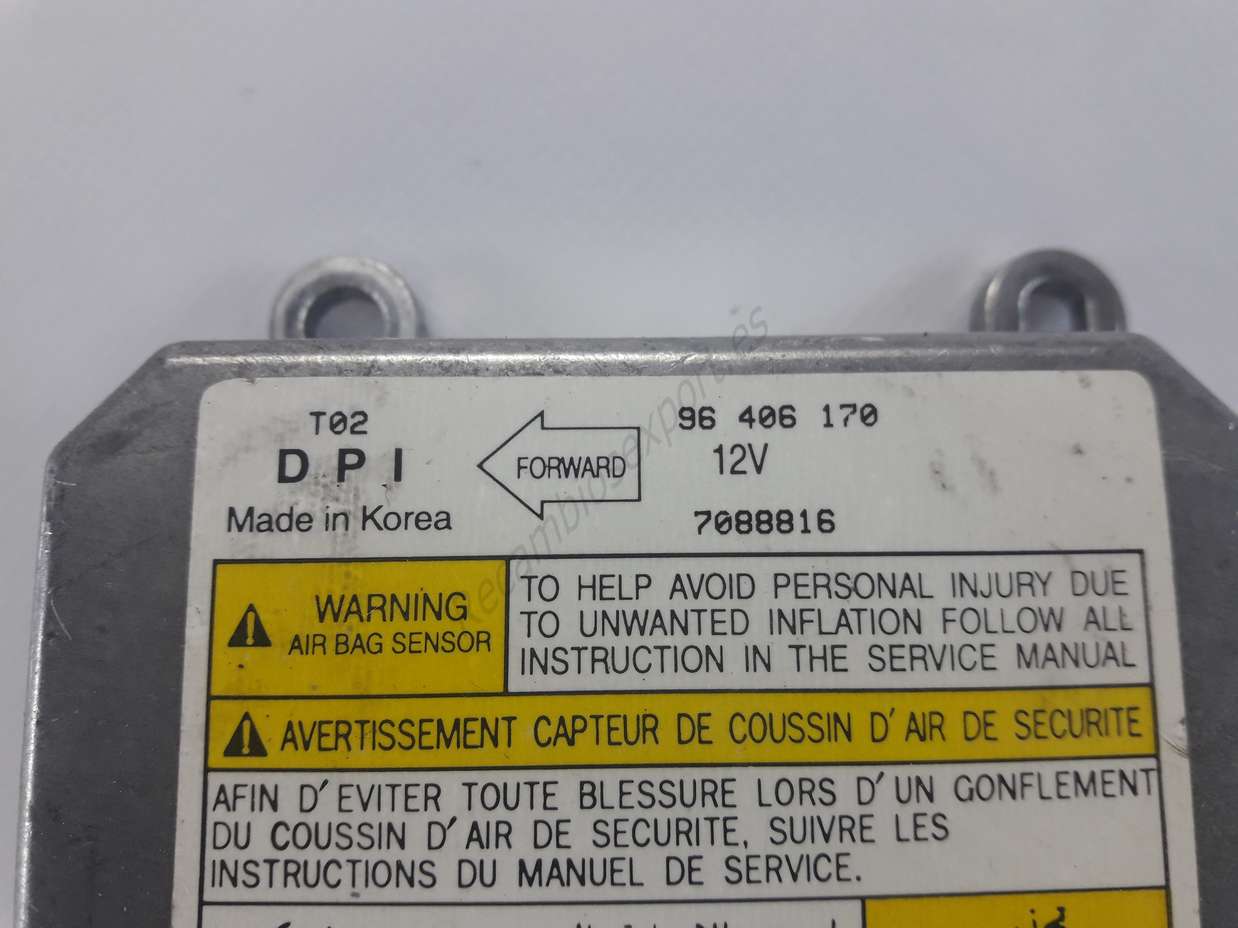 T02
D P I
Made in Korea
FORWARD
96 406 170
12V
7088816
WARNING
AIR BAG SENSOR
TO HELP AVOID PERSONAL INJURY DUE
TO UNWANTED INFLATION FOLLOW ALL
INSTRUCTION IN THE SERVICE MANUAL
AVERTISSEMENT CAPTEUR DE COUSSIN D'AIR DE SECURITE
AFIN D'EVITER TOUTE BLESSURE LORS D'UN GONFLEMENT
DU COUSSIN D'AIR DE SECURITE, SUIVRE LES
INSTRUCTIONS DU MANUEL DE SERVICE.
recambiosexport.es